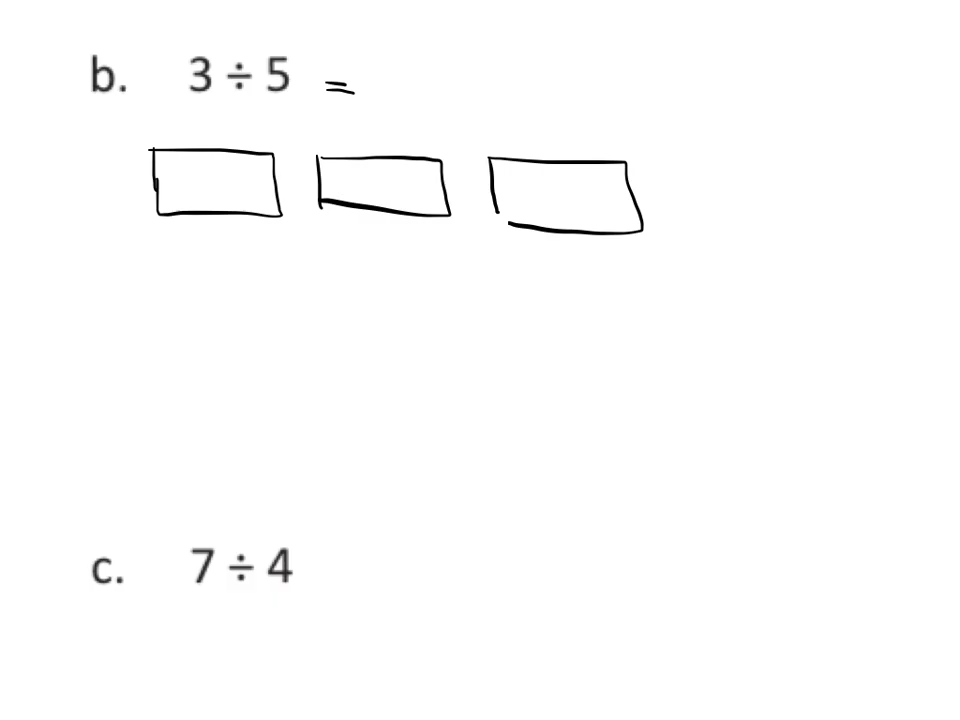 b. 3 ÷ 5 =
c. 7 ÷ 4